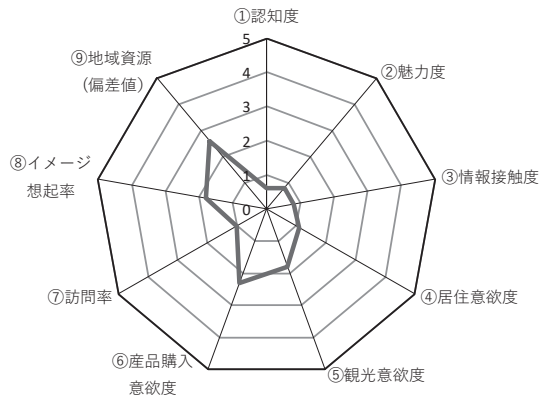 ①認知度
②魅力度
③情報接触度
④居住意欲度
⑤観光意欲度
⑥産品購入
意欲度
⑦訪問率
⑧イメージ
想起率
⑨地域資源
(偏差値)
5
4
3
2
1
0